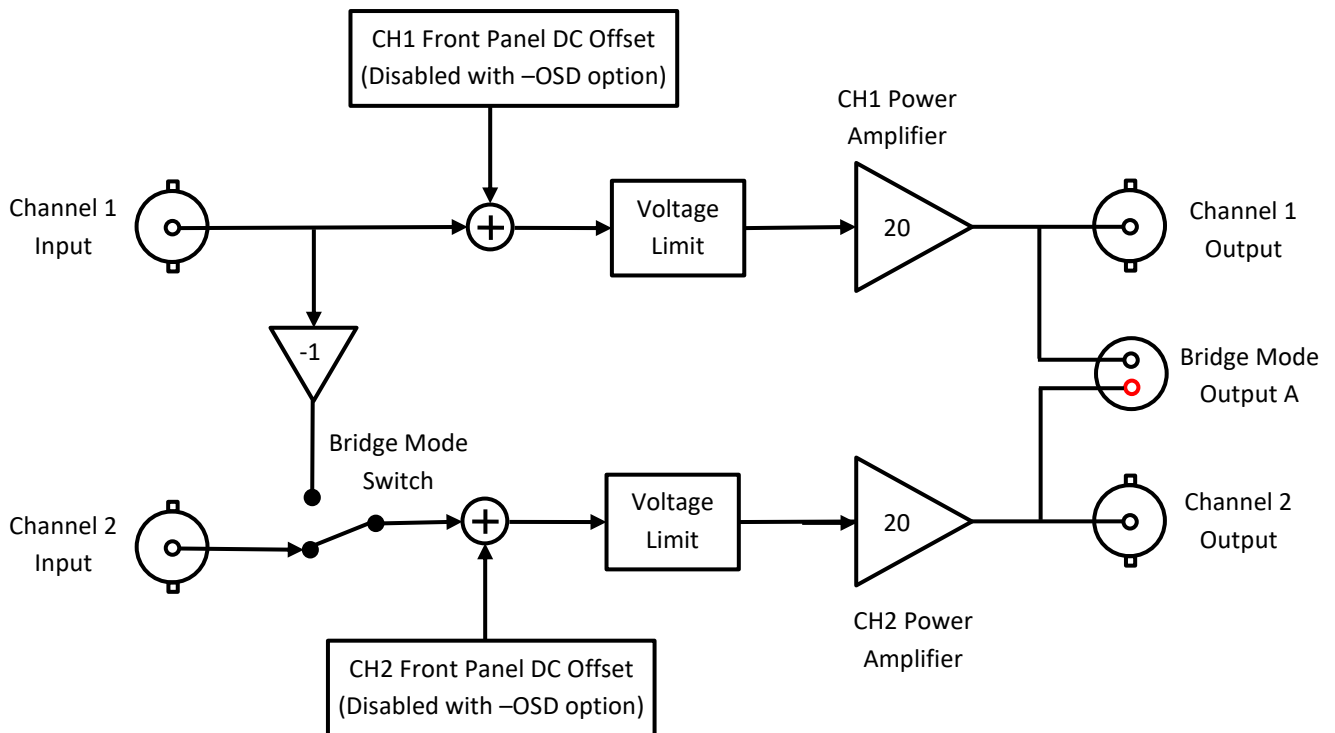 CH1 Front Panel DC Offset
(Disabled with –OSD option)
CH1 Power
Amplifier
Channel 1
Input
+
Voltage
Limit
20
Channel 1
Output
-1
Bridge Mode
Output A
Bridge Mode
Switch
Channel 2
Input
+
Voltage
Limit
20
Channel 2
Output
CH2 Power
Amplifier
CH2 Front Panel DC Offset
(Disabled with –OSD option)